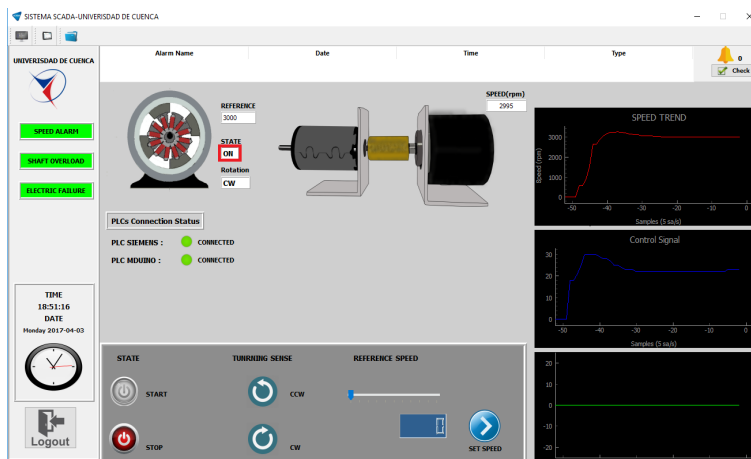 SISTEMA SCADA-UNIVERISDAD DE CUENCA
UNIVERISDAD DE CUENCA
Alarm Name Date Time Type
0
Check
SPEED ALARM
SHAFT OVERLOAD
ELECTRIC FAILURE
REFERENCE
3000
STATE
ON
Rotation
CW
SPEED(rpm)
2995
PLCs Connection Status
PLC SIEMENS : CONNECTED
PLC MDUINO : CONNECTED
SPEED TREND
Speed (rpm)
3000
2000
1000
0
-50 -40 -30 -20 -10 0
Samples (5 sa/s)
Control Signal
30
20
10
0
-50 -40 -30 -20 -10 0
Samples (5 sa/s)
20
10
0
-10
-20
TIME
18:51:16
DATE
Monday 2017-04-03
Logout
STATE TUNRRING SENSE REFERENCE SPEED
START CCW
0
STOP CW SET SPEED